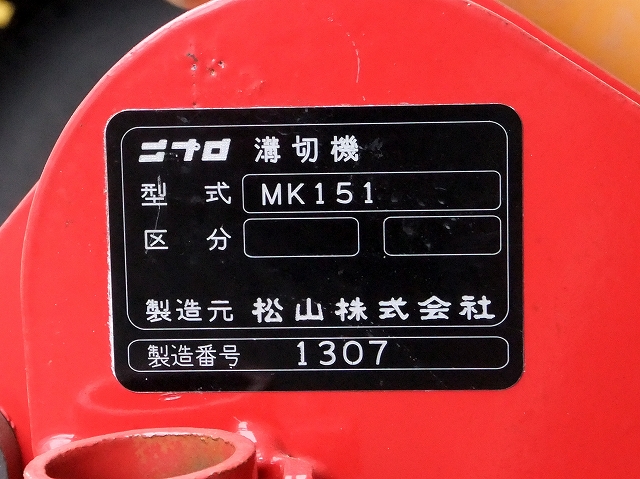 ニプロ 溝切機
型式 MK151
区分
製造元 松山株式会社
製造番号 1307